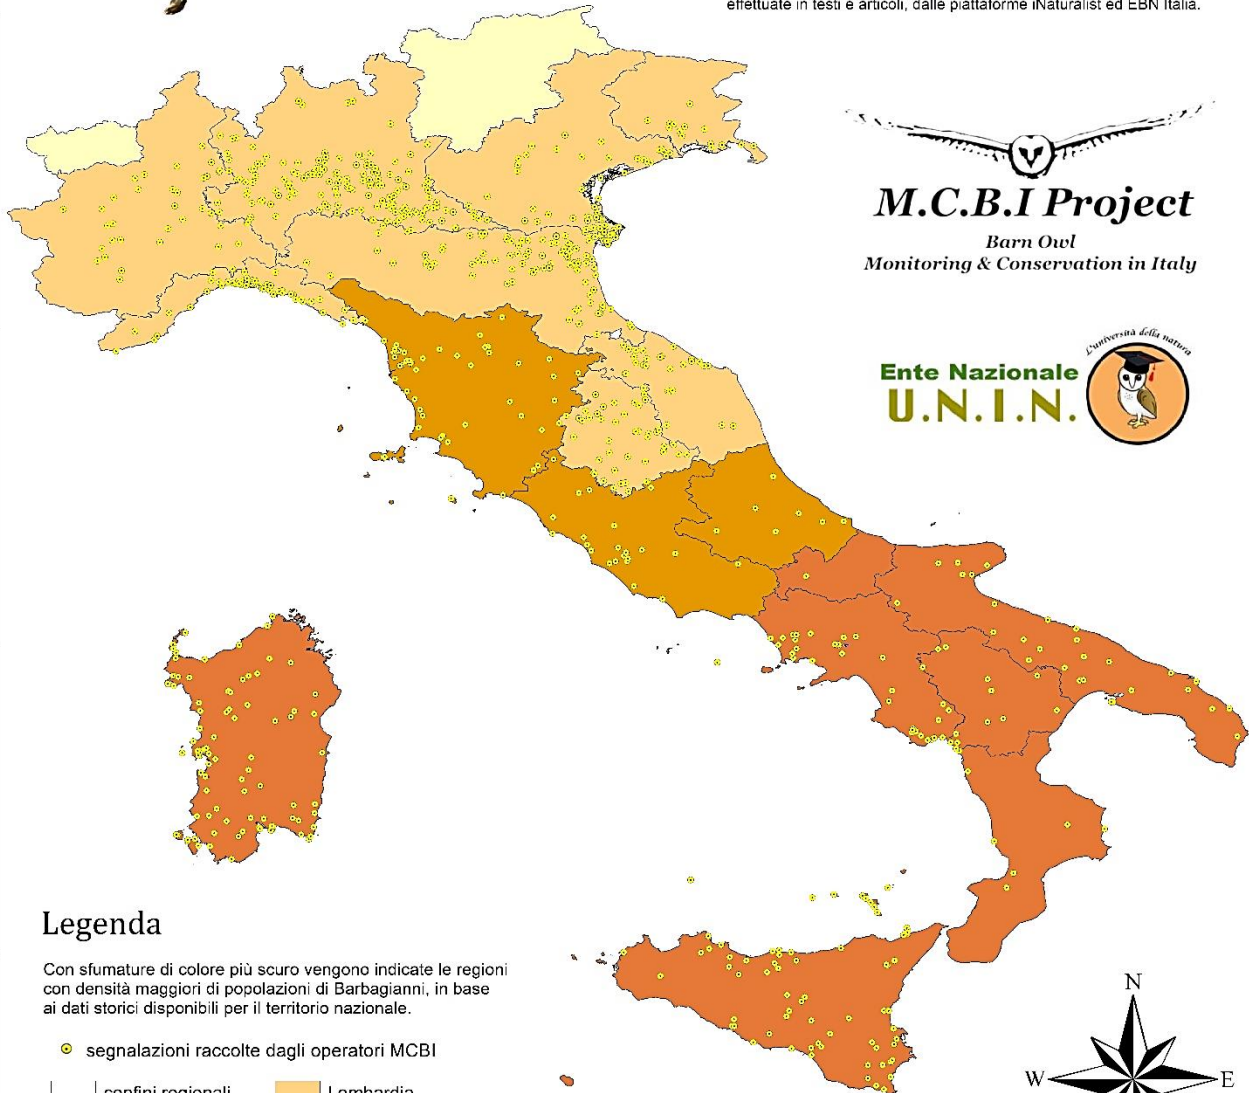 effettuate in testi e articoli, dalle piattaforme iNaturalist ed EBN Italia.
M.C.B.I Project
Barn Owl
Monitoring & Conservation in Italy
L'università della natura
Ente Nazionale
U.N.I.N.
Legenda
Con sfumature di colore più scuro vengono indicate le regioni
con densità maggiori di popolazioni di Barbagianni, in base
ai dati storici disponibili per il territorio nazionale.
segnalazioni raccolte dagli operatori MCBI
confini regionali
Lombardia
N
W
E